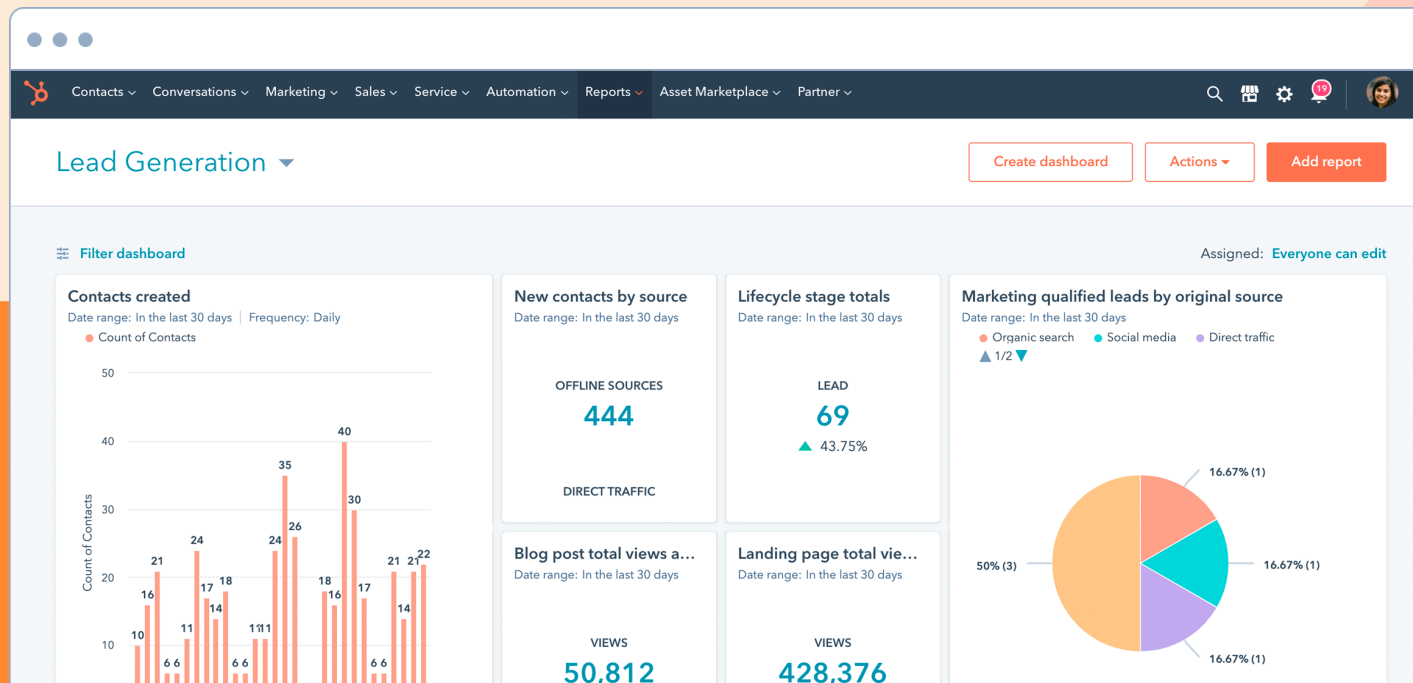 Contacts Conversations Marketing Sales Service Automation Reports Asset Marketplace Partner 19
Lead Generation
Create dashboard Actions Add report
Filter dashboard
Assigned: Everyone can edit
Contacts created
Date range: In the last 30 days | Frequency: Daily
Count of Contacts
50
40
30
20
10
Count of Contacts
10
16
21
6
6
11
24
17
14
18
6
6
11
11
24
35
26
18
16
40
30
17
6
6
21
14
21
22
New contacts by source
Date range: In the last 30 days
OFFLINE SOURCES
444
DIRECT TRAFFIC
Lifecycle stage totals
Date range: In the last 30 days
LEAD
69
▲ 43.75%
Blog post total views a...
Date range: In the last 30 days
VIEWS
50,812
Landing page total vie...
Date range: In the last 30 days
VIEWS
428,376
Marketing qualified leads by original source
Date range: In the last 30 days
Organic search Social media Direct traffic
▲ 1/2 ▼
16.67% (1)
50% (3)
16.67% (1)
16.67% (1)